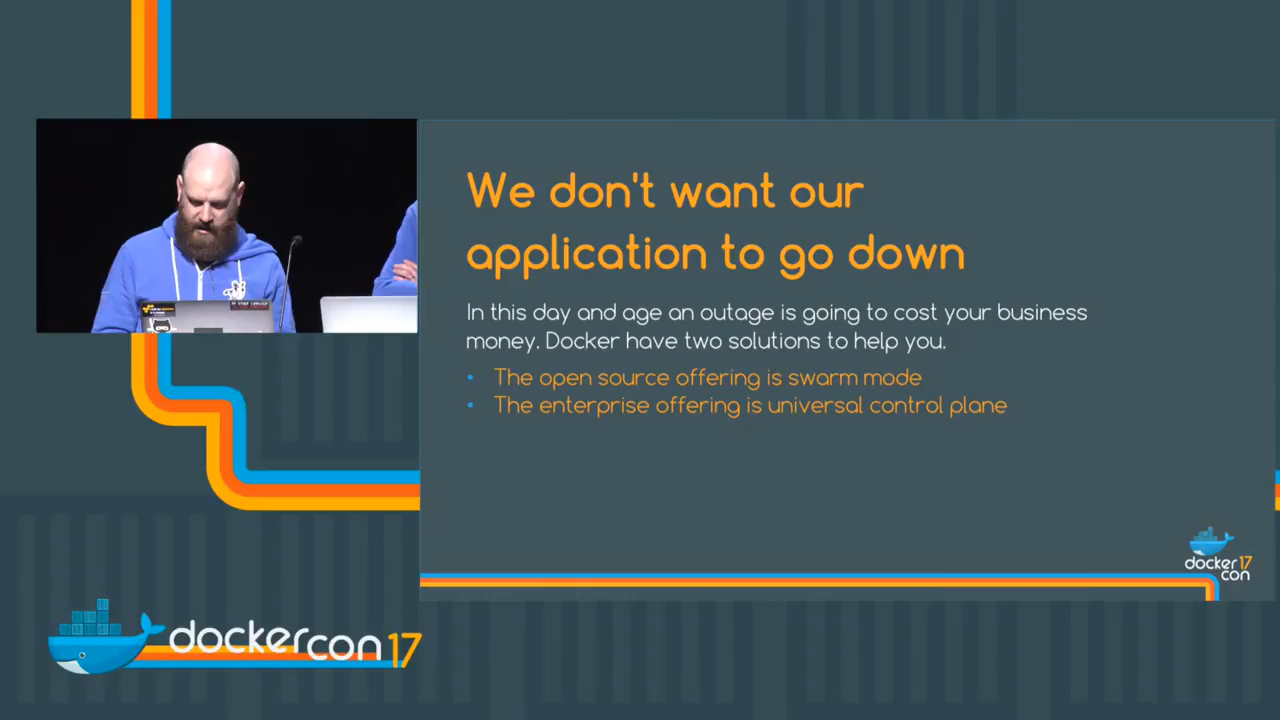 We don't want our
application to go down
In this day and age an outage is going to cost your business
money. Docker have two solutions to help you.
• The open source offering is swarm mode
• The enterprise offering is universal control plane
docker 17
con
dockercon 17